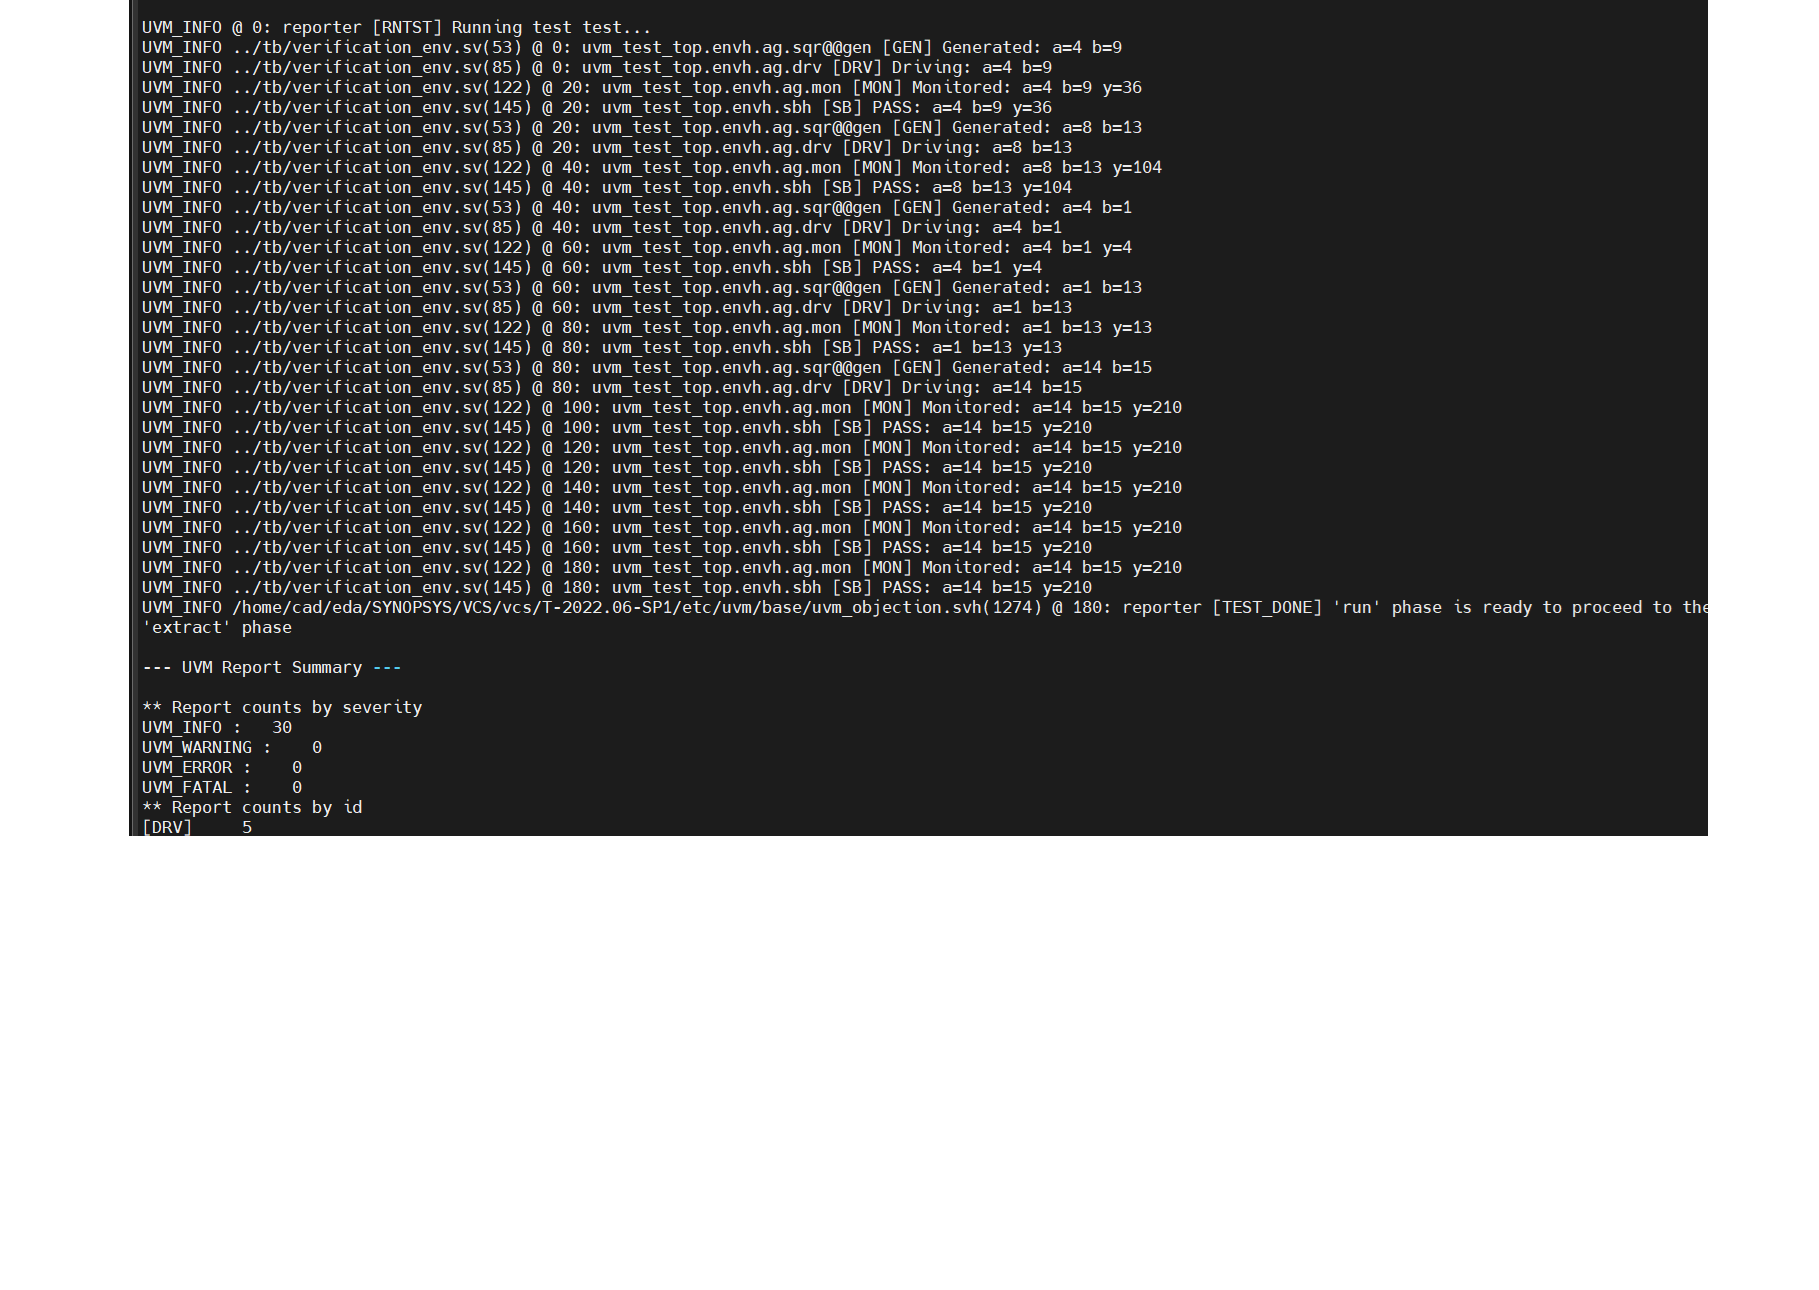 UVM_INFO @ 0: reporter [RNTST] Running test test...
UVM_INFO ../tb/verification_env.sv(53) @ 0: uvm_test_top.envh.ag.sqr@@gen [GEN] Generated: a=4 b=9
UVM_INFO ../tb/verification_env.sv(85) @ 0: uvm_test_top.envh.ag.drv [DRV] Driving: a=4 b=9
UVM_INFO ../tb/verification_env.sv(122) @ 20: uvm_test_top.envh.ag.mon [MON] Monitored: a=4 b=9 y=36
UVM_INFO ../tb/verification_env.sv(145) @ 20: uvm_test_top.envh.sbh [SB] PASS: a=4 b=9 y=36
UVM_INFO ../tb/verification_env.sv(53) @ 20: uvm_test_top.envh.ag.sqr@@gen [GEN] Generated: a=8 b=13
UVM_INFO ../tb/verification_env.sv(85) @ 20: uvm_test_top.envh.ag.drv [DRV] Driving: a=8 b=13
UVM_INFO ../tb/verification_env.sv(122) @ 40: uvm_test_top.envh.ag.mon [MON] Monitored: a=8 b=13 y=104
UVM_INFO ../tb/verification_env.sv(145) @ 40: uvm_test_top.envh.sbh [SB] PASS: a=8 b=13 y=104
UVM_INFO ../tb/verification_env.sv(53) @ 40: uvm_test_top.envh.ag.sqr@@gen [GEN] Generated: a=4 b=1
UVM_INFO ../tb/verification_env.sv(85) @ 40: uvm_test_top.envh.ag.drv [DRV] Driving: a=4 b=1
UVM_INFO ../tb/verification_env.sv(122) @ 60: uvm_test_top.envh.ag.mon [MON] Monitored: a=4 b=1 y=4
UVM_INFO ../tb/verification_env.sv(145) @ 60: uvm_test_top.envh.sbh [SB] PASS: a=4 b=1 y=4
UVM_INFO ../tb/verification_env.sv(53) @ 60: uvm_test_top.envh.ag.sqr@@gen [GEN] Generated: a=1 b=13
UVM_INFO ../tb/verification_env.sv(85) @ 60: uvm_test_top.envh.ag.drv [DRV] Driving: a=1 b=13
UVM_INFO ../tb/verification_env.sv(122) @ 80: uvm_test_top.envh.ag.mon [MON] Monitored: a=1 b=13 y=13
UVM_INFO ../tb/verification_env.sv(145) @ 80: uvm_test_top.envh.sbh [SB] PASS: a=1 b=13 y=13
UVM_INFO ../tb/verification_env.sv(53) @ 80: uvm_test_top.envh.ag.sqr@@gen [GEN] Generated: a=14 b=15
UVM_INFO ../tb/verification_env.sv(85) @ 80: uvm_test_top.envh.ag.drv [DRV] Driving: a=14 b=15
UVM_INFO ../tb/verification_env.sv(122) @ 100: uvm_test_top.envh.ag.mon [MON] Monitored: a=14 b=15 y=210
UVM_INFO ../tb/verification_env.sv(145) @ 100: uvm_test_top.envh.sbh [SB] PASS: a=14 b=15 y=210
UVM_INFO ../tb/verification_env.sv(122) @ 120: uvm_test_top.envh.ag.mon [MON] Monitored: a=14 b=15 y=210
UVM_INFO ../tb/verification_env.sv(145) @ 120: uvm_test_top.envh.sbh [SB] PASS: a=14 b=15 y=210
UVM_INFO ../tb/verification_env.sv(122) @ 140: uvm_test_top.envh.ag.mon [MON] Monitored: a=14 b=15 y=210
UVM_INFO ../tb/verification_env.sv(145) @ 140: uvm_test_top.envh.sbh [SB] PASS: a=14 b=15 y=210
UVM_INFO ../tb/verification_env.sv(122) @ 160: uvm_test_top.envh.ag.mon [MON] Monitored: a=14 b=15 y=210
UVM_INFO ../tb/verification_env.sv(145) @ 160: uvm_test_top.envh.sbh [SB] PASS: a=14 b=15 y=210
UVM_INFO ../tb/verification_env.sv(122) @ 180: uvm_test_top.envh.ag.mon [MON] Monitored: a=14 b=15 y=210
UVM_INFO ../tb/verification_env.sv(145) @ 180: uvm_test_top.envh.sbh [SB] PASS: a=14 b=15 y=210
UVM_INFO /home/cad/eda/SYNOPSYS/VCS/vcs/T-2022.06-SP1/etc/uvm/base/uvm_objection.svh(1274) @ 180: reporter [TEST_DONE] 'run' phase is ready to proceed to the
'extract' phase
--- UVM Report Summary ---
** Report counts by severity
UVM_INFO :   30
UVM_WARNING :    0
UVM_ERROR :    0
UVM_FATAL :    0
** Report counts by id
[DRV]     5